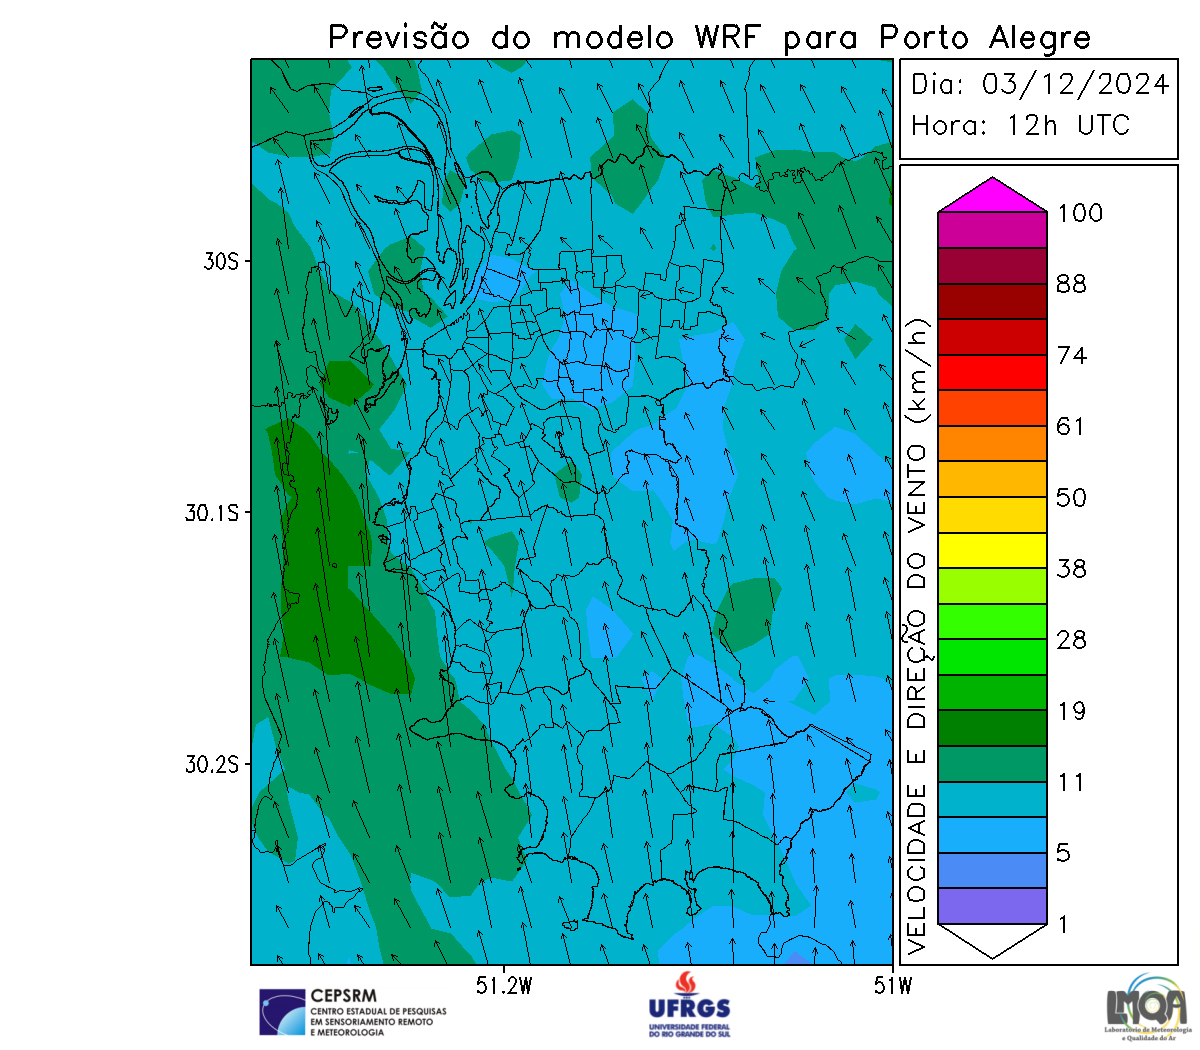 Previsão do modelo WRF para Porto Alegre
Dia: 03/12/2024
Hora: 12h UTC
30S
30.1S
30.2S
51.2W
51W
VELOCIDADE E DIREÇÃO DO VENTO (km/h)
100
88
74
61
50
38
28
19
11
5
1
CEPSRM
CENTRO ESTADUAL DE PESQUISAS
EM SENSORIAMENTO REMOTO
E METEOROLOGIA
UFRGS
UNIVERSIDADE FEDERAL
DO RIO GRANDE DO SUL
LMQA
Laboratório de Meteorologia
e Qualidade do Ar